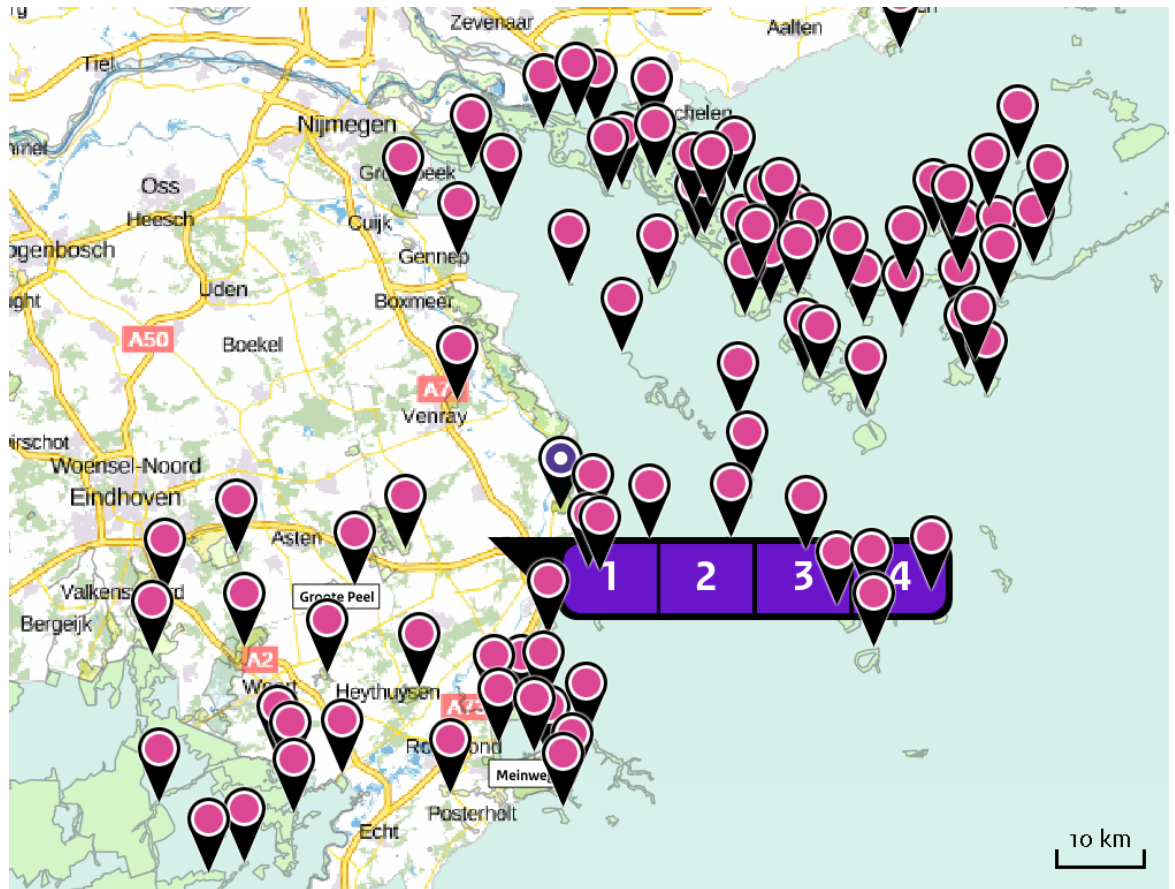 Zevenaar
Aalten
Tiel
Nijmegen
Oss
Heesch
Cuijk
Gennep
Uden
Boxmeer
A50
Boekel
Venray
Woensel-Noord
Eindhoven
Asten
1 2 3 4
Groote Peel
Bergeijk
A2
Heythuysen
Meinweg
Posterholt
Echt
10 km